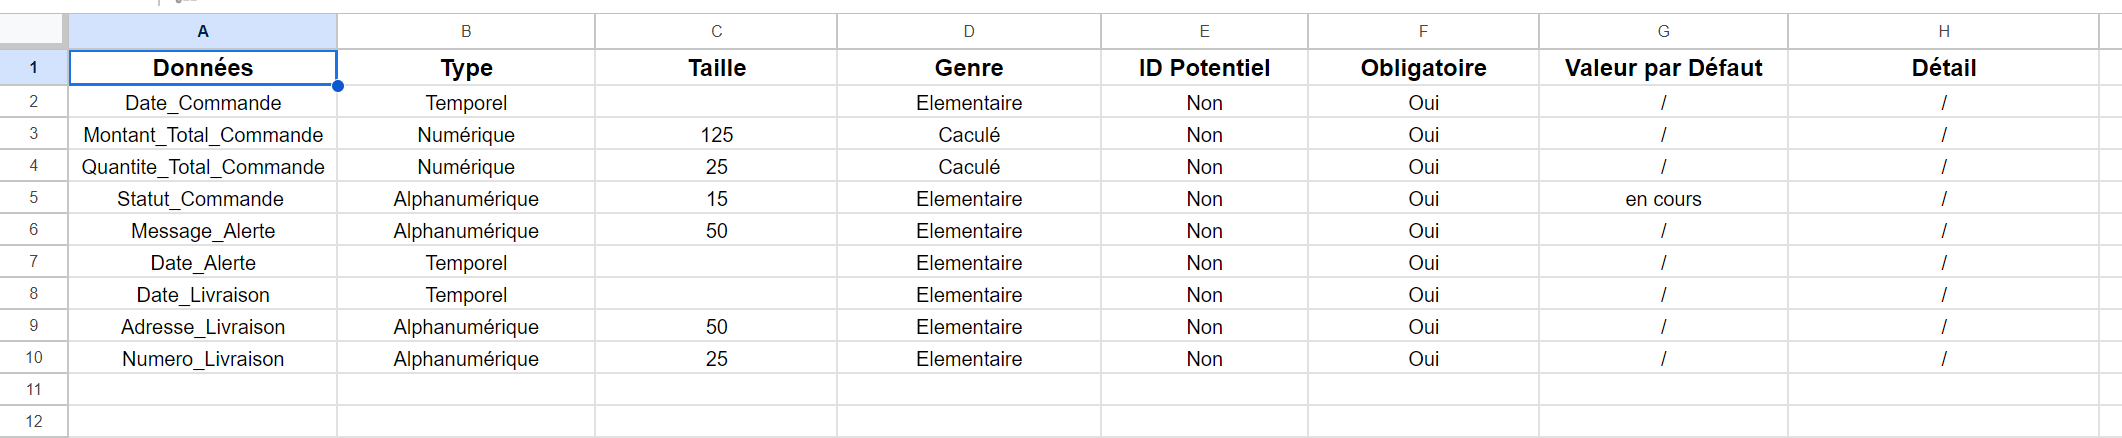 A B C D E F G H
1 Données Type Taille Genre ID Potentiel Obligatoire Valeur par Défaut Détail
2 Date_Commande Temporel Elementaire Non Oui / /
3 Montant_Total_Commande Numérique 125 Caculé Non Oui / /
4 Quantite_Total_Commande Numérique 25 Caculé Non Oui / /
5 Statut_Commande Alphanumérique 15 Elementaire Non Oui en cours /
6 Message_Alerte Alphanumérique 50 Elementaire Non Oui / /
7 Date_Alerte Temporel Elementaire Non Oui / /
8 Date_Livraison Temporel Elementaire Non Oui / /
9 Adresse_Livraison Alphanumérique 50 Elementaire Non Oui / /
10 Numero_Livraison Alphanumérique 25 Elementaire Non Oui / /
11
12